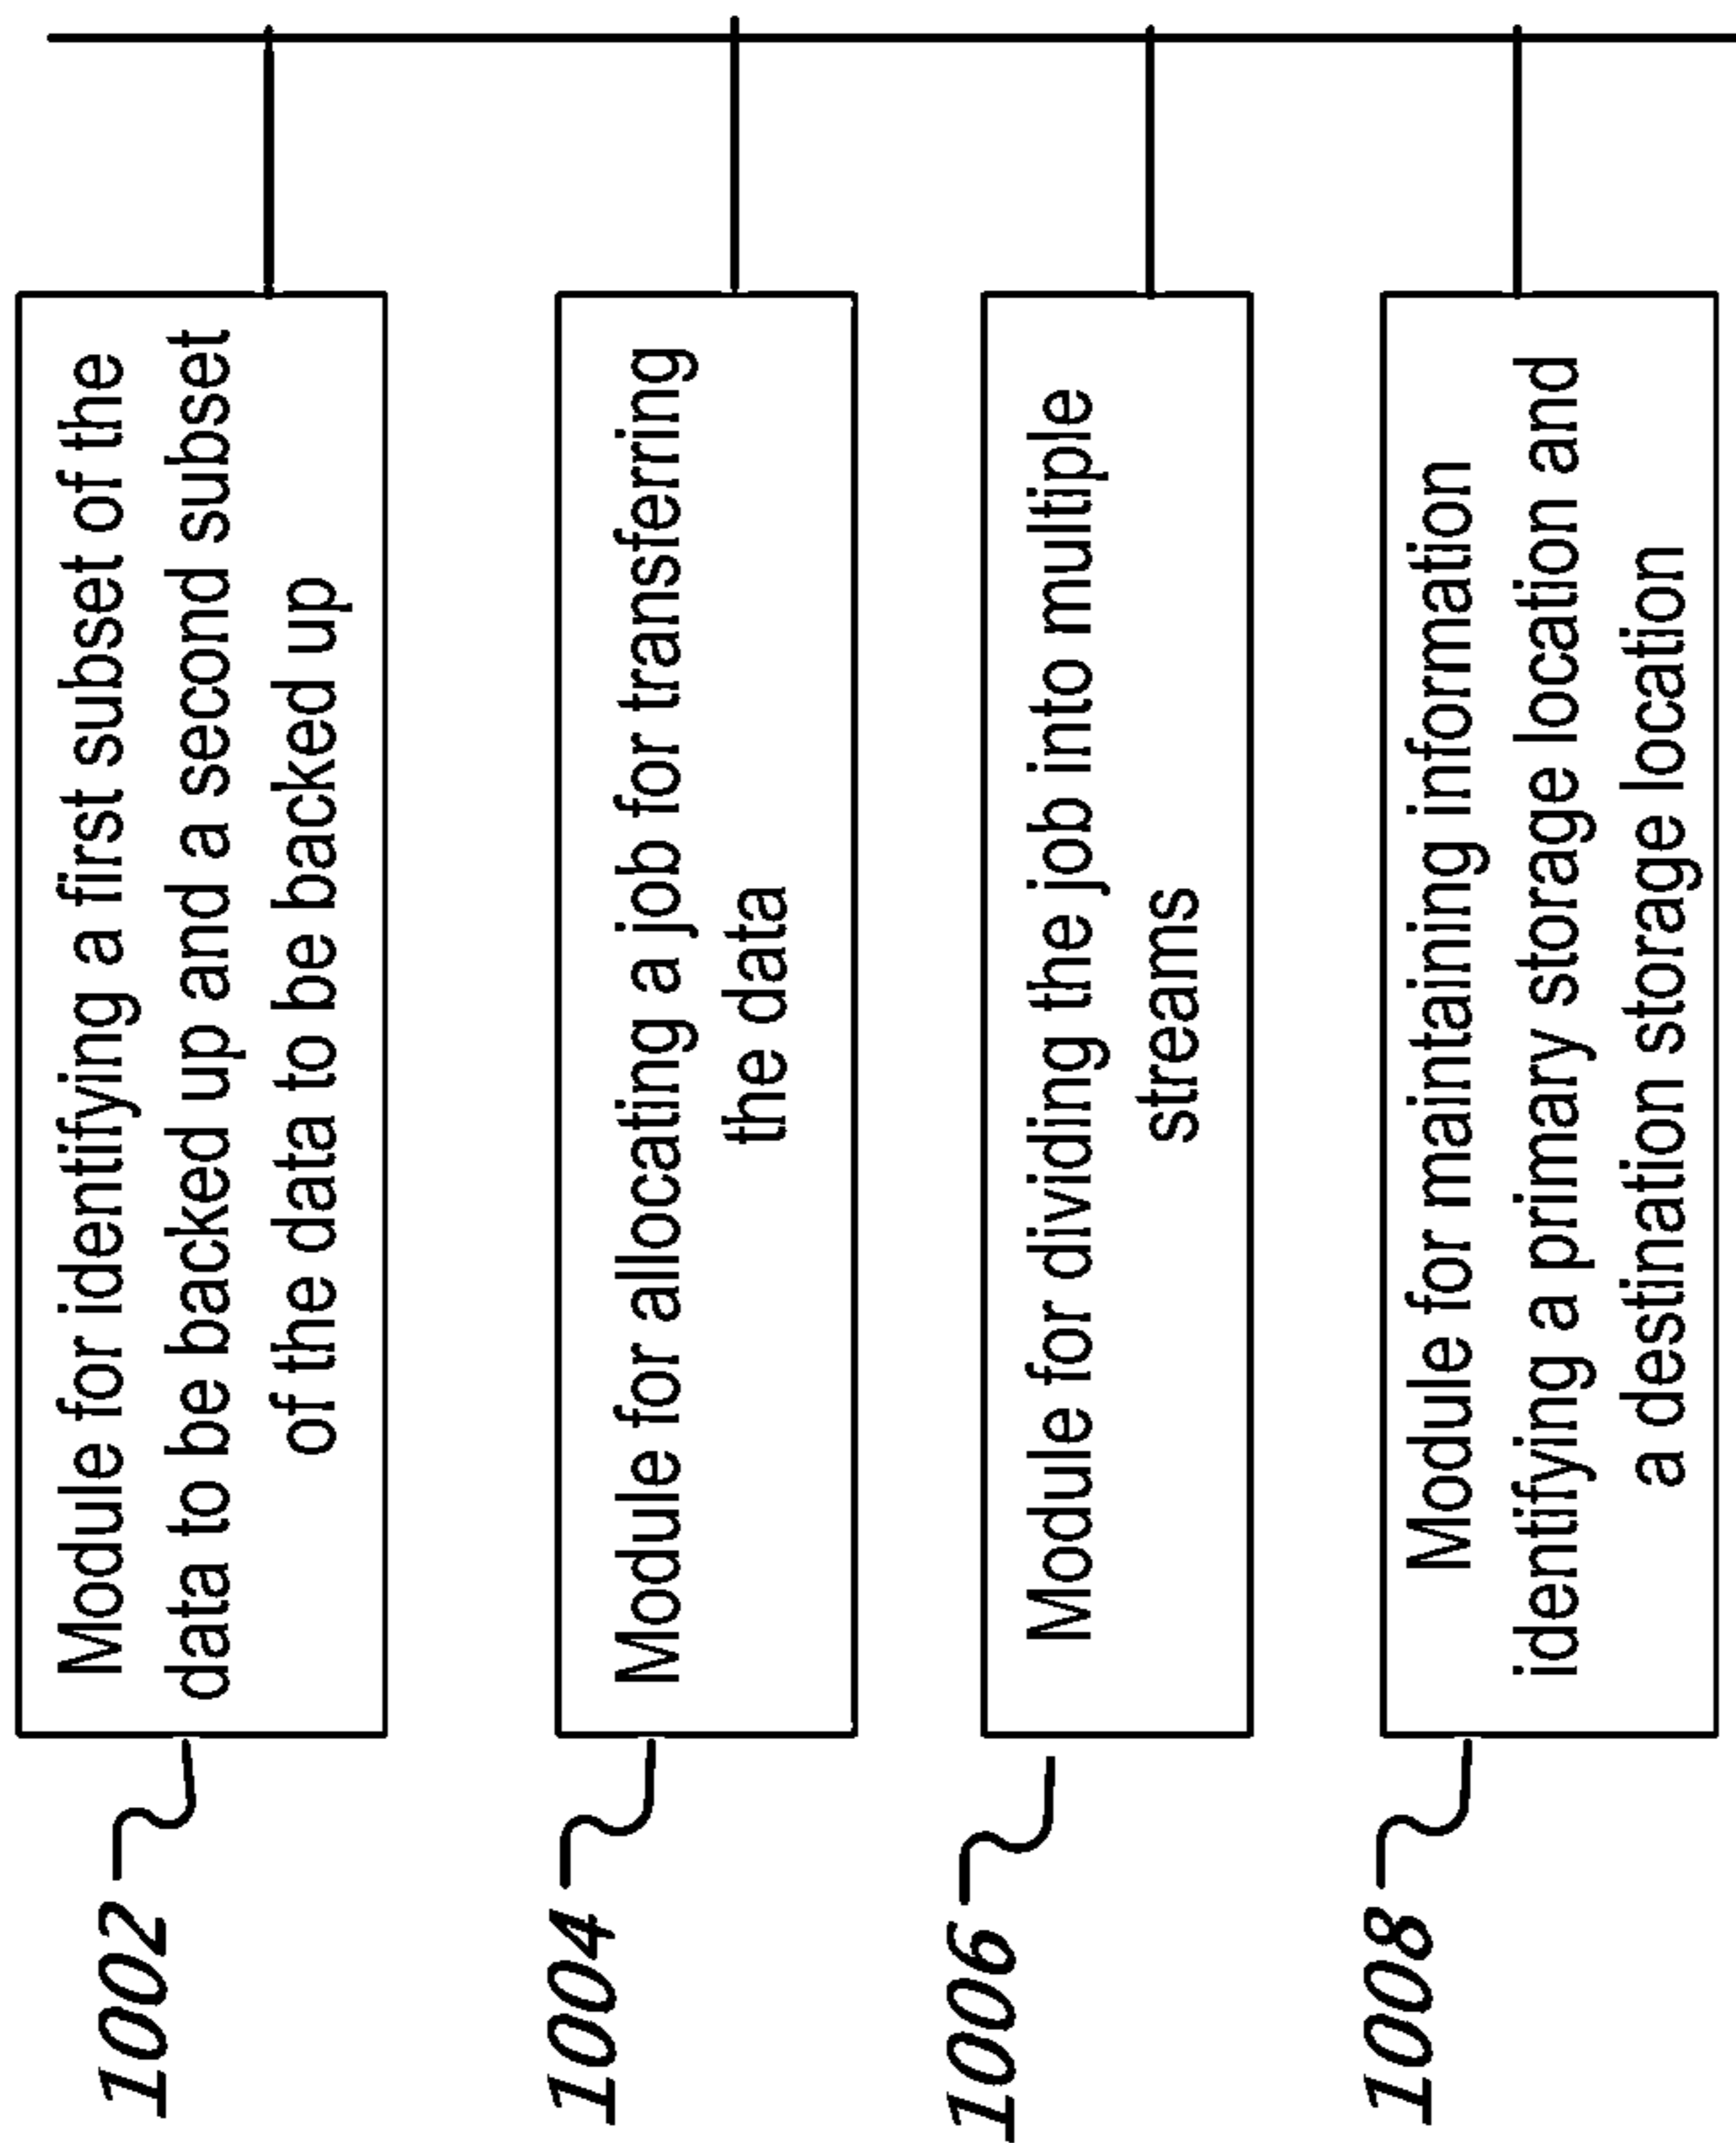 1002
Module for identifying a first subset of the
data to be backed up and a second subset
of the data to be backed up
1004
Module for allocating a job for transferring
the data
1006
Module for dividing the job into multiple
streams
1008
Module for maintaining information
identifying a primary storage location and
a destination storage location